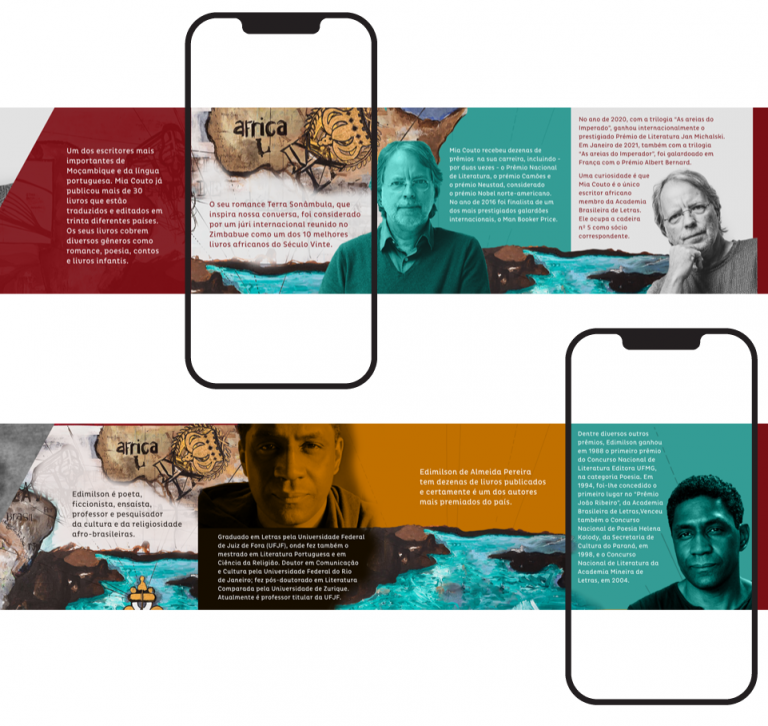 Um dos escritores mais
importantes de
Moçambique e da língua
portuguesa. Mia Couto já
publicou mais de 30
livros que estão
traduzidos e editados em
trinta diferentes países.
Os seus livros cobrem
diversos gêneros como
romance, poesia, contos
e livros infantis.
africa
O seu romance Terra Sonâmbula, que
inspira nossa conversa, foi considerado
por um júri internacional reunido no
Zimbabwe como um dos 10 melhores
livros africanos do Século Vinte.
Mia Couto recebeu dezenas de
prémios na sua carreira, incluindo -
por duas vezes - o Prémio Nacional
de Literatura, o prémio Camões e
o prémio Neustad, considerado
o prémio Nobel norte-americano.
No ano de 2016 foi finalista de um
dos mais prestigiados galardões
internacionais, o Man Booker Price.
No ano de 2020, com a trilogia "As areias do
Imperado", ganhou internacionalmente o
prestigiado Prémio de Literatura Jan Michalski.
Em Janeiro de 2021, também com a trilogia
"As areias do Imperador", foi galardoado em
França com o Prémio Albert Bernard.
Uma curiosidade é que
Mia Couto é o único
escritor africano
membro da Academia
Brasileira de Letras.
Ele ocupa a cadeira
nº 5 como sócio
correspondente.
brasil
africa
Edimilson é poeta,
ficcionista, ensaísta,
professor e pesquisador
da cultura e da religiosidade
afro-brasileiras.
Graduado em Letras pela Universidade Federal
de Juiz de Fora (UFJF), onde fez também o
mestrado em Literatura Portuguesa e em
Ciência da Religião. Doutor em Comunicação
e Cultura pela Universidade Federal do Rio
de Janeiro; fez pós-doutorado em Literatura
Comparada pela Universidade de Zurique.
Atualmente é professor titular da UFJF.
Edimilson de Almeida Pereira
tem dezenas de livros publicados
e certamente é um dos autores
mais premiados do país.
Dentre diversos outros
prêmios, Edimilson ganhou
em 1988 o primeiro prêmio
do Concurso Nacional de
Literatura Editora UFMG,
na categoria Poesia. Em
1994, foi-lhe concedido o
primeiro lugar no "Prêmio
João Ribeiro", da Academia
Brasileira de Letras,Venceu
também o Concurso
Nacional de Poesia Helena
Kolody, da Secretaria de
Cultura do Paraná, em
1998, e o Concurso
Nacional de Literatura da
Academia Mineira de
Letras, em 2004.